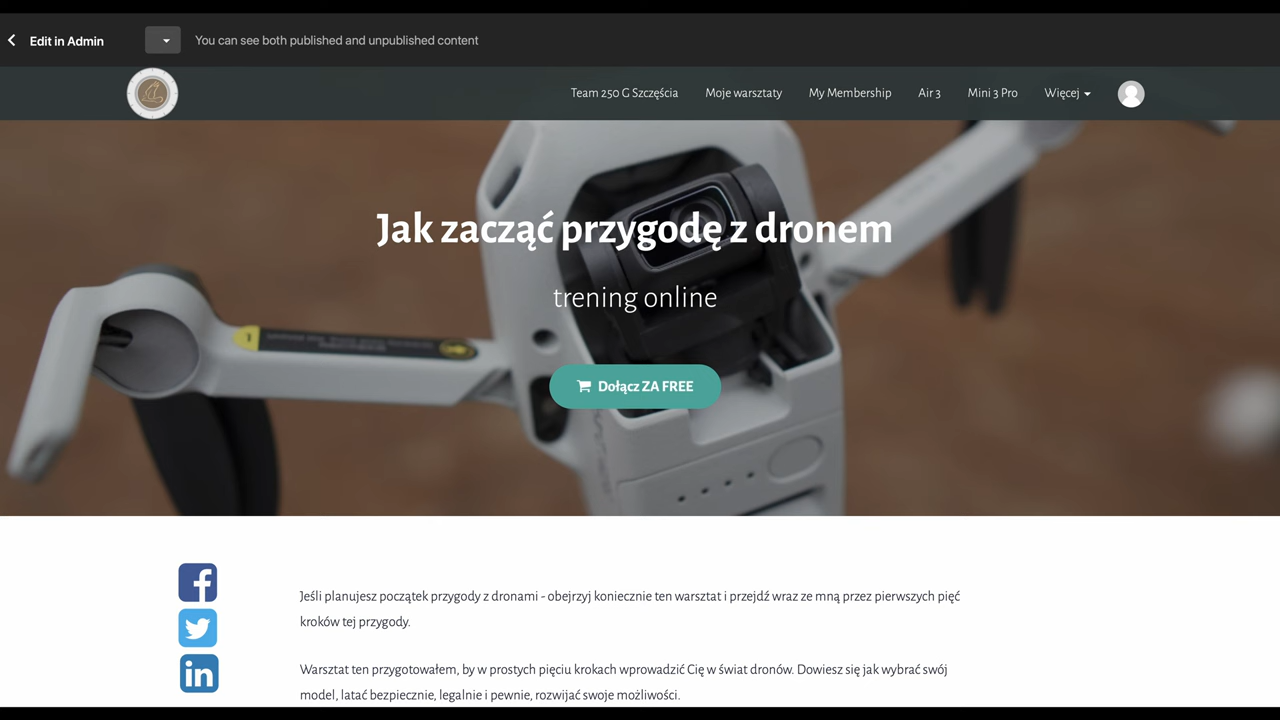 Edit in Admin
You can see both published and unpublished content
Team 250 G Szczęścia
Moje warsztaty
My Membership
Air 3
Mini 3 Pro
Więcej
Jak zacząć przygodę z dronem
trening online
Dołącz ZA FREE
Jeśli planujesz początek przygody z dronami - obejrzyj koniecznie ten warsztat i przejdź wraz ze mną przez pierwszych pięć
kroków tej przygody.
Warsztat ten przygotowałem, by w prostych pięciu krokach wprowadzić Cię w świat dronów. Dowiesz się jak wybrać swój
model, latać bezpiecznie, legalnie i pewnie, rozwijać swoje możliwości.